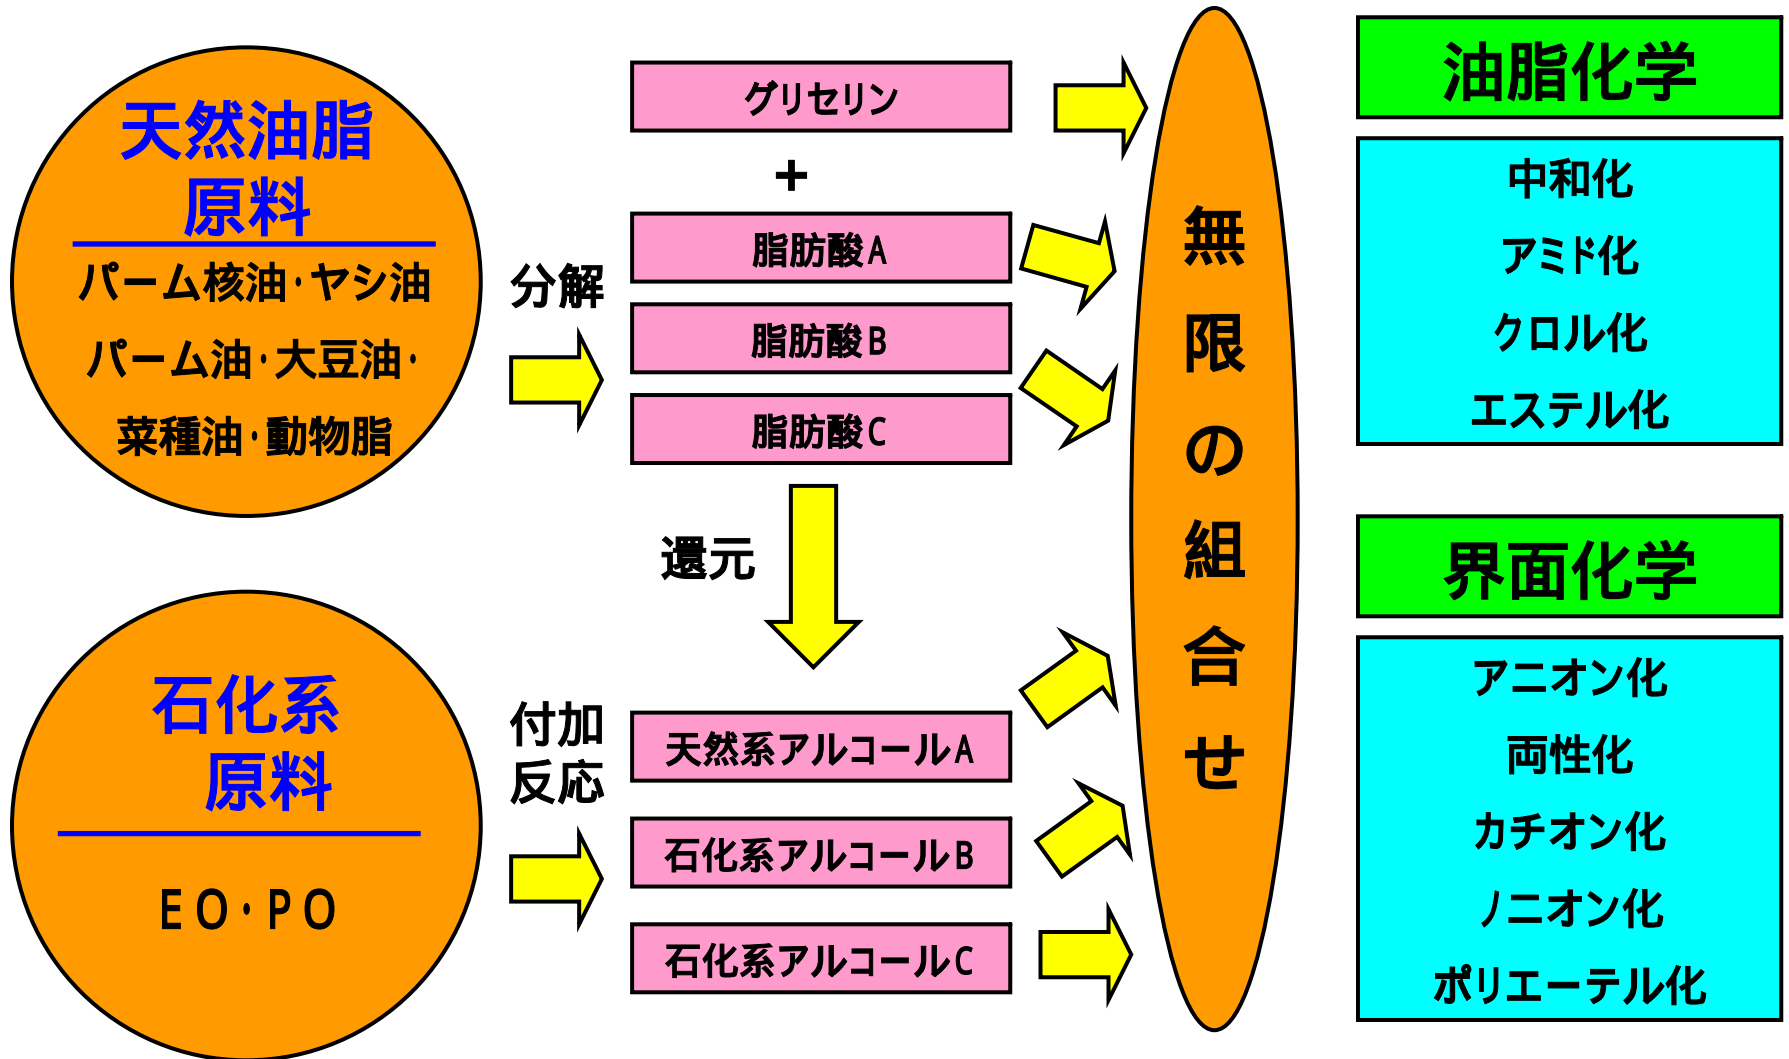 天然油脂
原料
パーム核油・ヤシ油
パーム油・大豆油・
菜種油・動物脂
分解
グリセリン
+
脂肪酸A
脂肪酸B
脂肪酸C
還元
石化系
原料
EO・PO
付加
反応
天然系アルコールA
石化系アルコールB
石化系アルコールC
無
限
の
組
合
せ
油脂化学
中和化
アミド化
クロル化
エステル化
界面化学
アニオン化
両性化
カチオン化
ノニオン化
ポリエーテル化